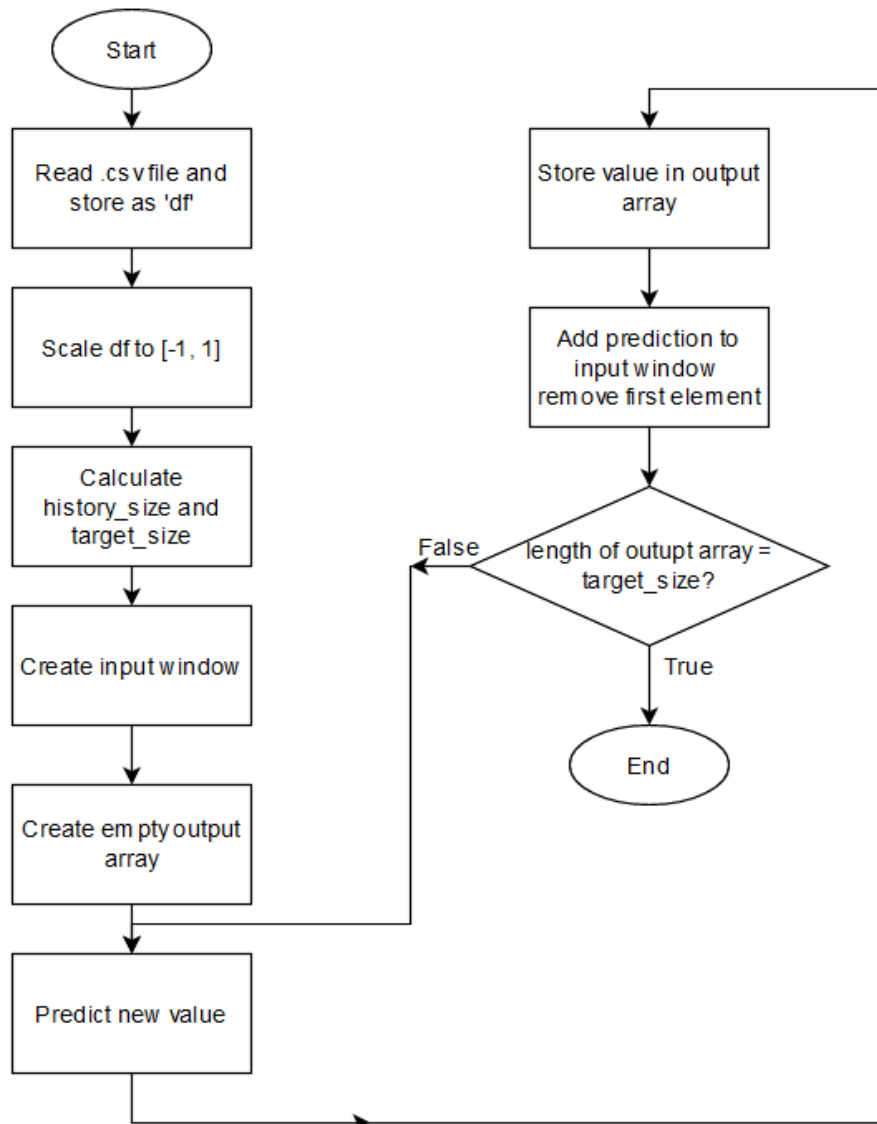 Start
Read .csv file and
store as 'df'
Scale df to [-1, 1]
Calculate
history_size and
target_size
Create input window
Create empty output
array
Predict new value
Store value in output
array
Add prediction to
input window
remove first element
length of outupt array =
target_size?
False
True
End